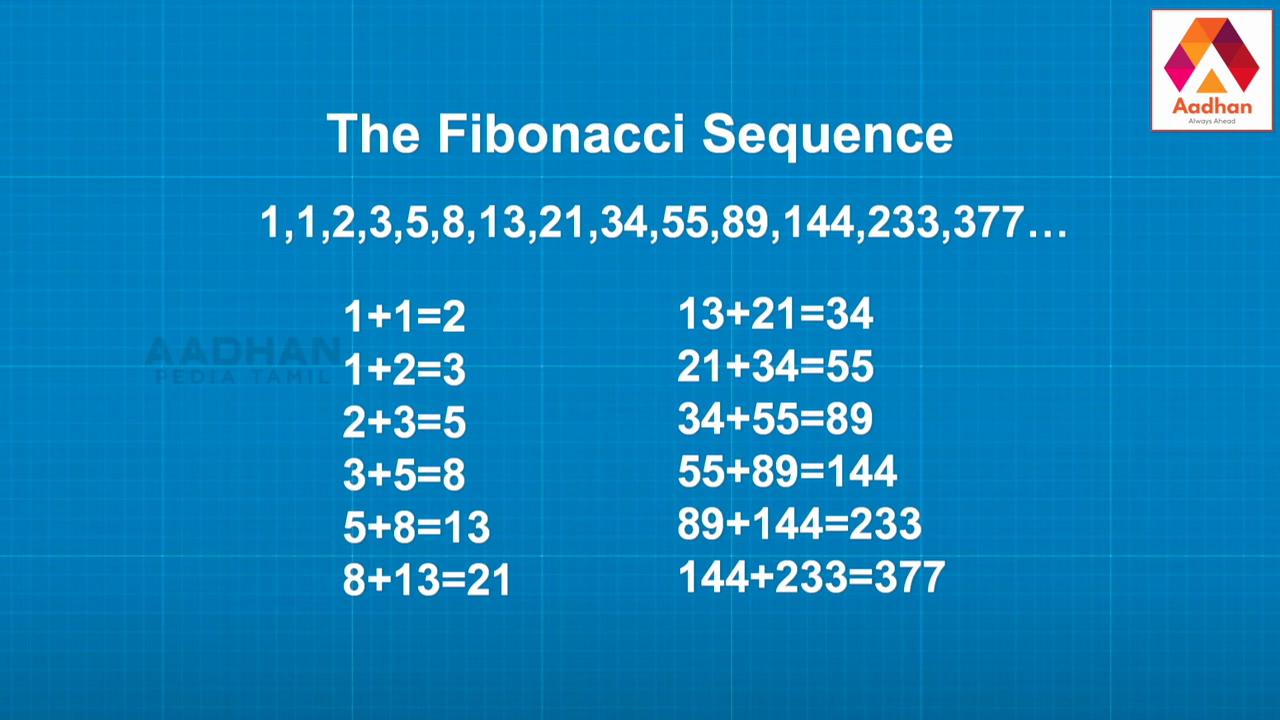 Aadhan
Always Ahead
The Fibonacci Sequence
1,1,2,3,5,8,13,21,34,55,89,144,233,377...
AADHAN
PEDIA TAMIL
1+1=2
1+2=3
2+3=5
3+5=8
5+8=13
8+13=21
13+21=34
21+34=55
34+55=89
55+89=144
89+144=233
144+233=377